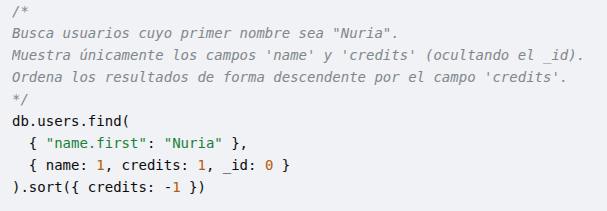 /*
Busca usuarios cuyo primer nombre sea "Nuria".
Muestra únicamente los campos 'name' y 'credits' (ocultando el _id).
Ordena los resultados de forma descendente por el campo 'credits'.
*/
db.users.find(
  { "name.first": "Nuria" },
  { name: 1, credits: 1, _id: 0 }
).sort({ credits: -1 })